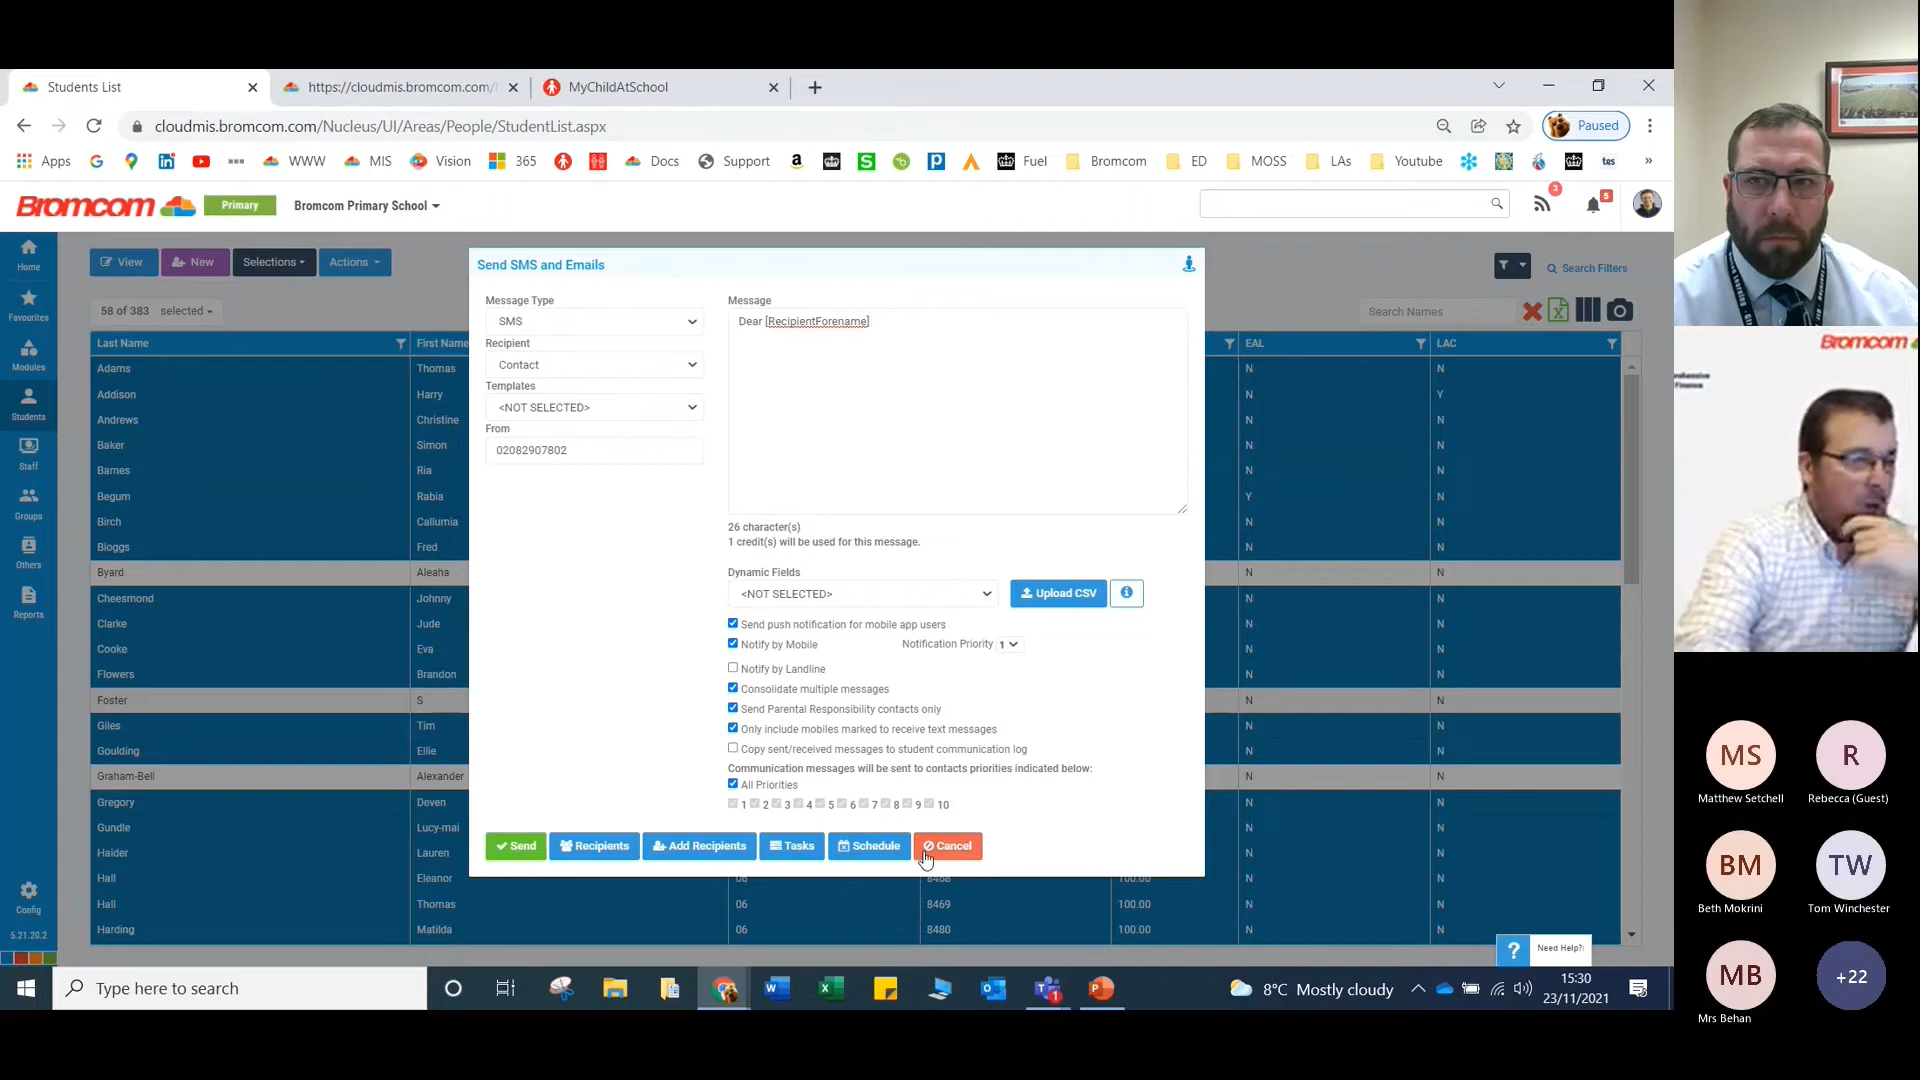 Students List
https://cloudmis.bromcom.com/
MyChildAtSchool
cloudmis.bromcom.com/Nucleus/UI/Areas/People/StudentList.aspx
Paused
Apps
WWW
MIS
Vision
365
Docs
Support
Fuel
Bromcom
ED
MOSS
LAs
Youtube
tes
»
Bromcom
Primary
Bromcom Primary School
3
5
Home
Favourites
Modules
Students
Staff
Groups
Others
Reports
Config
5.21.20.2
View
New
Selections
Actions
Search Filters
58 of 383 selected
Search Names
Last Name First Name EAL LAC
Adams Thomas N N
Addison Harry N Y
Andrews Christine N N
Baker Simon N N
Barnes Ria N N
Begum Rabia Y N
Birch Callumia N N
Bloggs Fred N N
Byard Aleaha N N
Cheesmond Johnny N N
Clarke Jude N N
Cooke Eva N N
Flowers Brandon N N
Foster S N N
Giles Tim N N
Goulding Ellie N N
Graham-Bell Alexander N N
Gregory Deven N N
Gundle Lucy-mai N N
Haider Lauren N N
Hall Eleanor 06 8468 100.00 N N
Hall Thomas 06 8469 100.00 N N
Harding Matilda 06 8480 100.00 N N
Send SMS and Emails
Message Type
SMS
Recipient
Contact
Templates
<NOT SELECTED>
From
02082907802
Message
Dear [RecipientForename]
26 character(s)
1 credit(s) will be used for this message.
Dynamic Fields
<NOT SELECTED>
Upload CSV
Send push notification for mobile app users
Notify by Mobile Notification Priority 1
Notify by Landline
Consolidate multiple messages
Send Parental Responsibility contacts only
Only include mobiles marked to receive text messages
Copy sent/received messages to student communication log
Communication messages will be sent to contacts priorities indicated below:
All Priorities
1 2 3 4 5 6 7 8 9 10
Send
Recipients
Add Recipients
Tasks
Schedule
Cancel
? Need Help?
Type here to search
1
8°C Mostly cloudy
15:30
23/11/2021
Bromcom
Finance
MS
Matthew Setchell
R
Rebecca (Guest)
BM
Beth Mokrini
TW
Tom Winchester
MB
Mrs Behan
+22